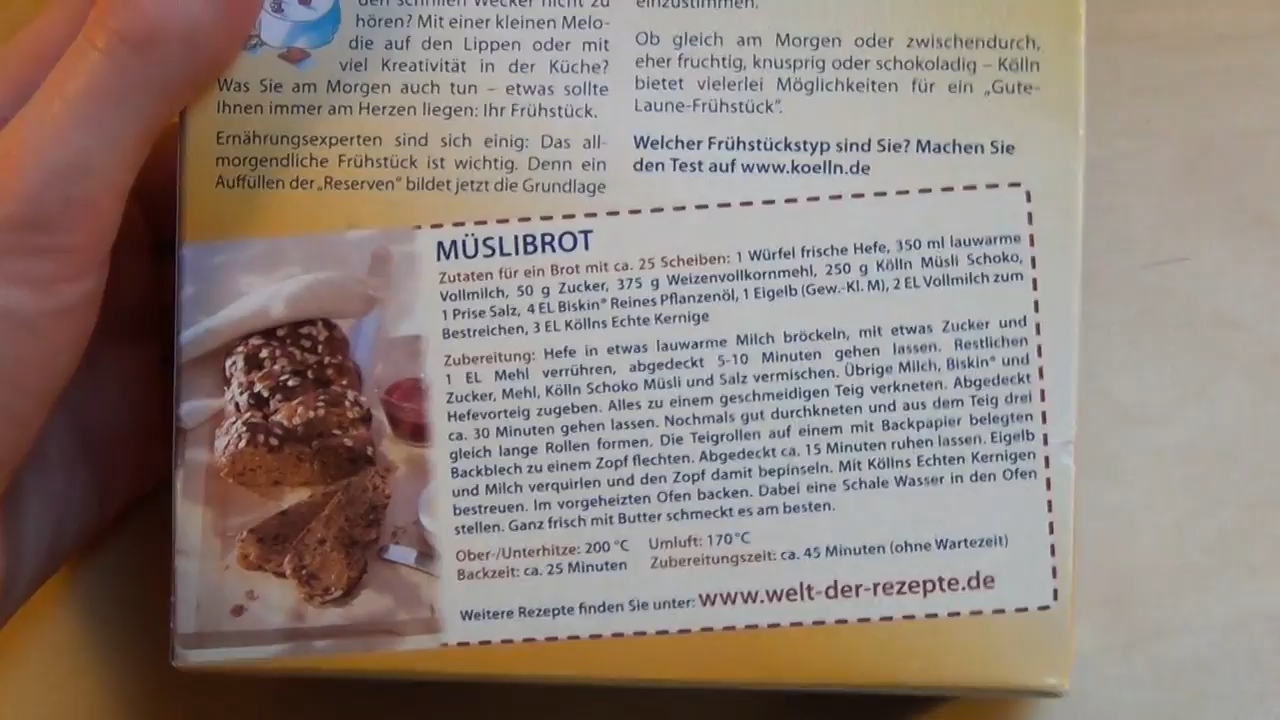 den schrillen Wecker nicht zu
hören? Mit einer kleinen Melo-
die auf den Lippen oder mit
viel Kreativität in der Küche?
Was Sie am Morgen auch tun – etwas sollte
Ihnen immer am Herzen liegen: Ihr Frühstück.
Ernährungsexperten sind sich einig: Das all-
morgendliche Frühstück ist wichtig. Denn ein
Auffüllen der „Reserven“ bildet jetzt die Grundlage
einzustimmen.
Ob gleich am Morgen oder zwischendurch,
eher fruchtig, knusprig oder schokoladig – Kölln
bietet vielerlei Möglichkeiten für ein „Gute-
Laune-Frühstück“.
Welcher Frühstückstyp sind Sie? Machen Sie
den Test auf www.koelln.de
MÜSLIBROT
Zutaten für ein Brot mit ca. 25 Scheiben: 1 Würfel frische Hefe, 350 ml lauwarme
Vollmilch, 50 g Zucker, 375 g Weizenvollkornmehl, 250 g Kölln Müsli Schoko,
1 Prise Salz, 4 EL Biskin® Reines Pflanzenöl, 1 Eigelb (Gew.-Kl. M), 2 EL Vollmilch zum
Bestreichen, 3 EL Köllns Echte Kernige
Zubereitung: Hefe in etwas lauwarme Milch bröckeln, mit etwas Zucker und
1 EL Mehl verrühren, abgedeckt 5-10 Minuten gehen lassen. Restlichen
Zucker, Mehl, Kölln Schoko Müsli und Salz vermischen. Übrige Milch, Biskin® und
Hefevorteig zugeben. Alles zu einem geschmeidigen Teig verkneten. Abgedeckt
ca. 30 Minuten gehen lassen. Nochmals gut durchkneten und aus dem Teig drei
gleich lange Rollen formen. Die Teigrollen auf einem mit Backpapier belegten
Backblech zu einem Zopf flechten. Abgedeckt ca. 15 Minuten ruhen lassen. Eigelb
und Milch verquirlen und den Zopf damit bepinseln. Mit Köllns Echten Kernigen
bestreuen. Im vorgeheizten Ofen backen. Dabei eine Schale Wasser in den Ofen
stellen. Ganz frisch mit Butter schmeckt es am besten.
Ober-/Unterhitze: 200 °C Umluft: 170 °C
Backzeit: ca. 25 Minuten Zubereitungszeit: ca. 45 Minuten (ohne Wartezeit)
Weitere Rezepte finden Sie unter: www.welt-der-rezepte.de